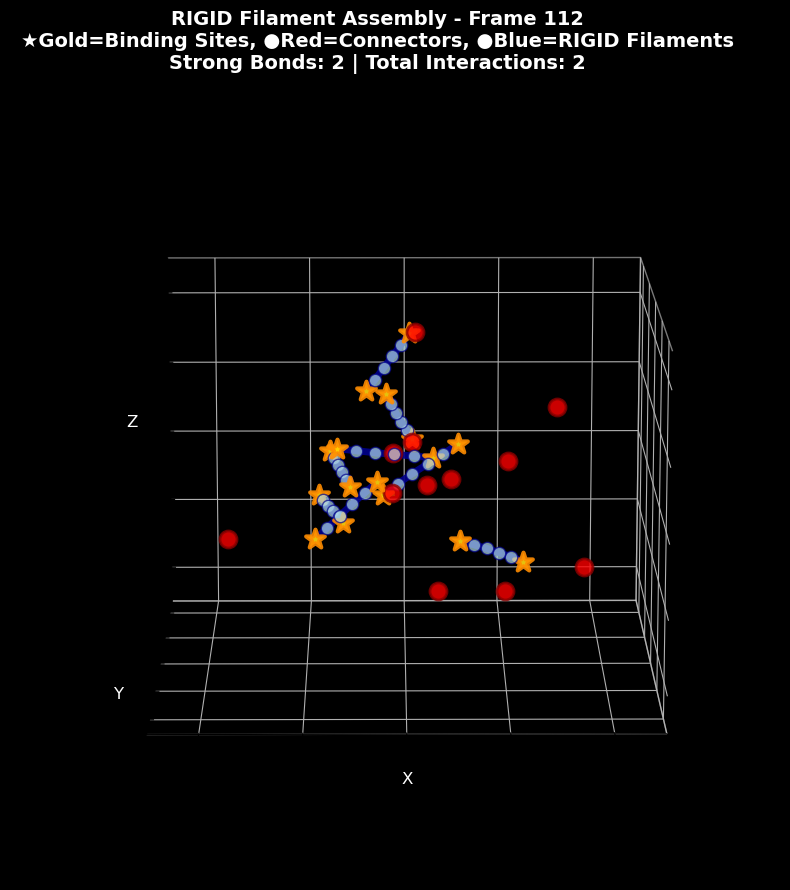 RIGID Filament Assembly - Frame 112
★Gold=Binding Sites, ●Red=Connectors, ●Blue=RIGID Filaments
Strong Bonds: 2 | Total Interactions: 2
Z
Y
X